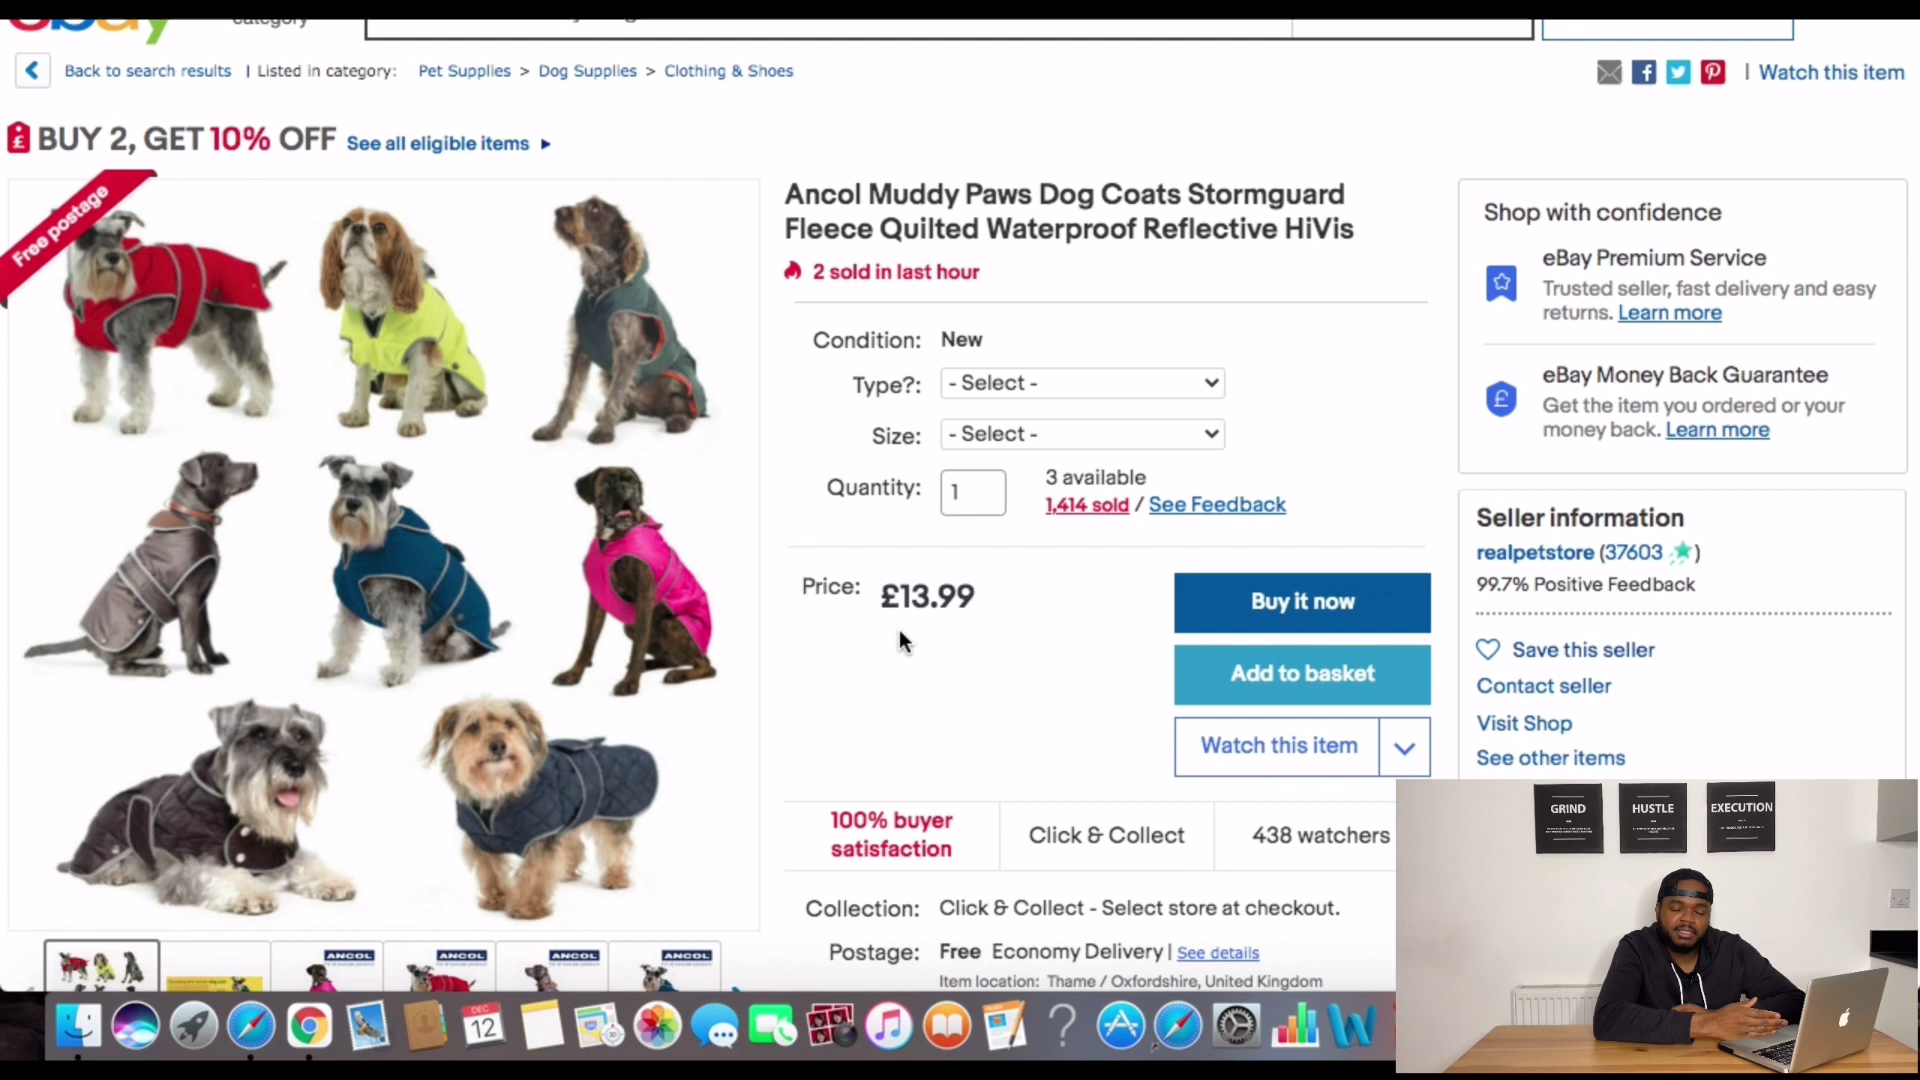 ebay
category
Back to search results | Listed in category: Pet Supplies > Dog Supplies > Clothing & Shoes
| Watch this item
BUY 2, GET 10% OFF See all eligible items
Free postage
Ancol Muddy Paws Dog Coats Stormguard
Fleece Quilted Waterproof Reflective HiVis
2 sold in last hour
Condition: New
Type?: - Select -
Size: - Select -
Quantity: 1
3 available
1,414 sold / See Feedback
Price: £13.99
Buy it now
Add to basket
Watch this item
100% buyer
satisfaction
Click & Collect
438 watchers
Collection: Click & Collect - Select store at checkout.
Postage: Free Economy Delivery | See details
Item location: Thame / Oxfordshire, United Kingdom
Shop with confidence
eBay Premium Service
Trusted seller, fast delivery and easy
returns. Learn more
eBay Money Back Guarantee
Get the item you ordered or your
money back. Learn more
Seller information
realpetstore (37603)
99.7% Positive Feedback
Save this seller
Contact seller
Visit Shop
See other items
ANCOL
ANCOL
ANCOL
ANCOL
DEC
12
GRIND
HUSTLE
EXECUTION